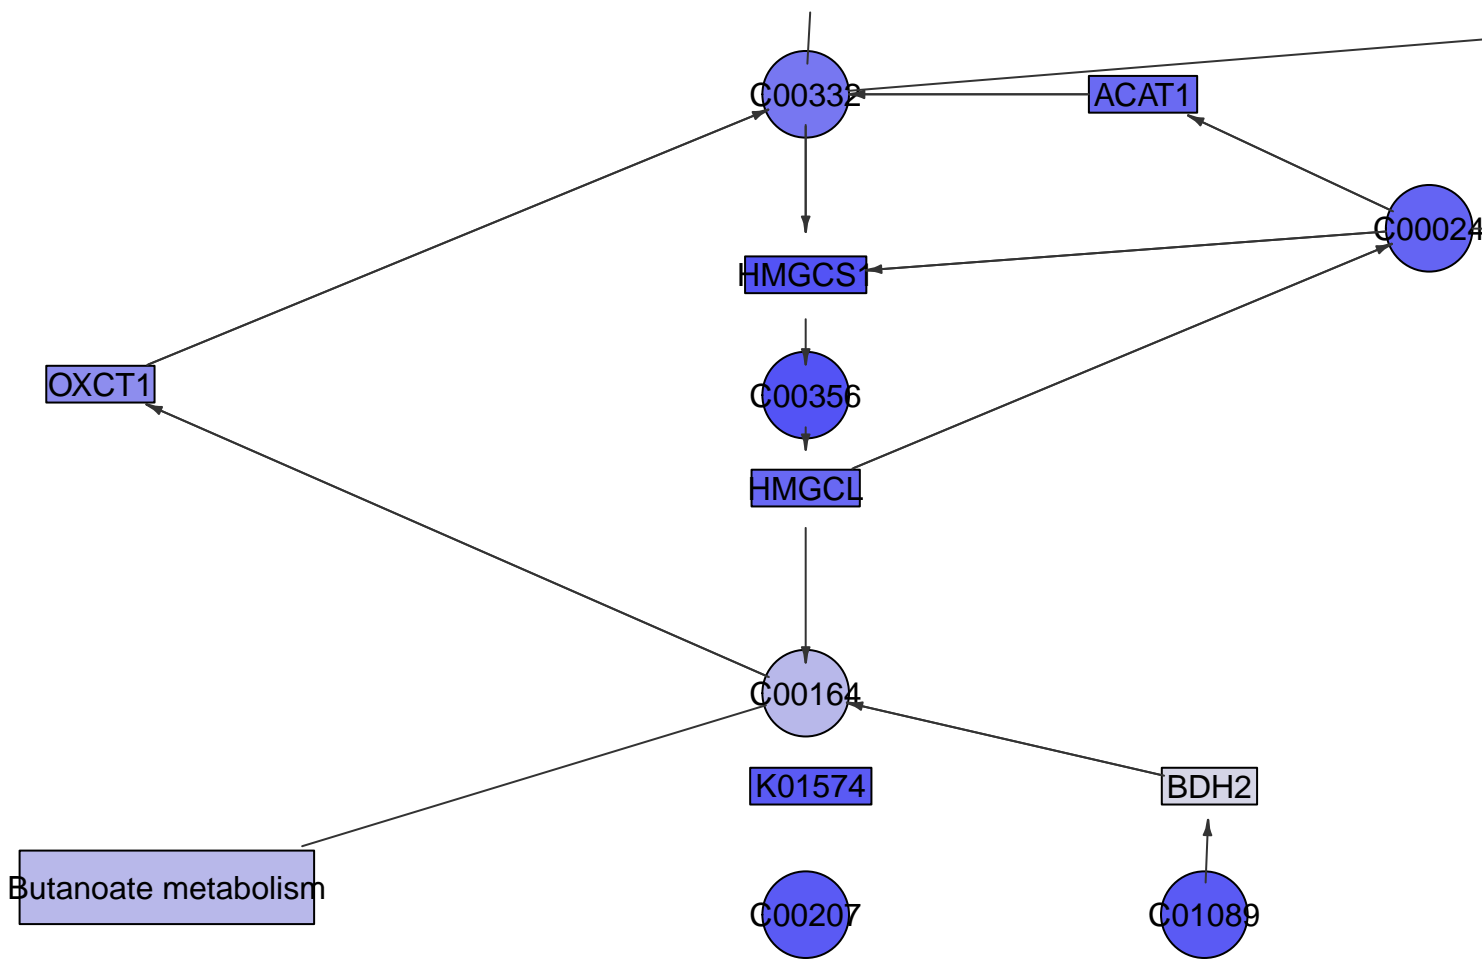 C00332
ACAT1
C00024
HMGCS1
OXCT1
C00356
HMGCL
C00164
K01574
BDH2
Butanoate metabolism
C00207
C01089